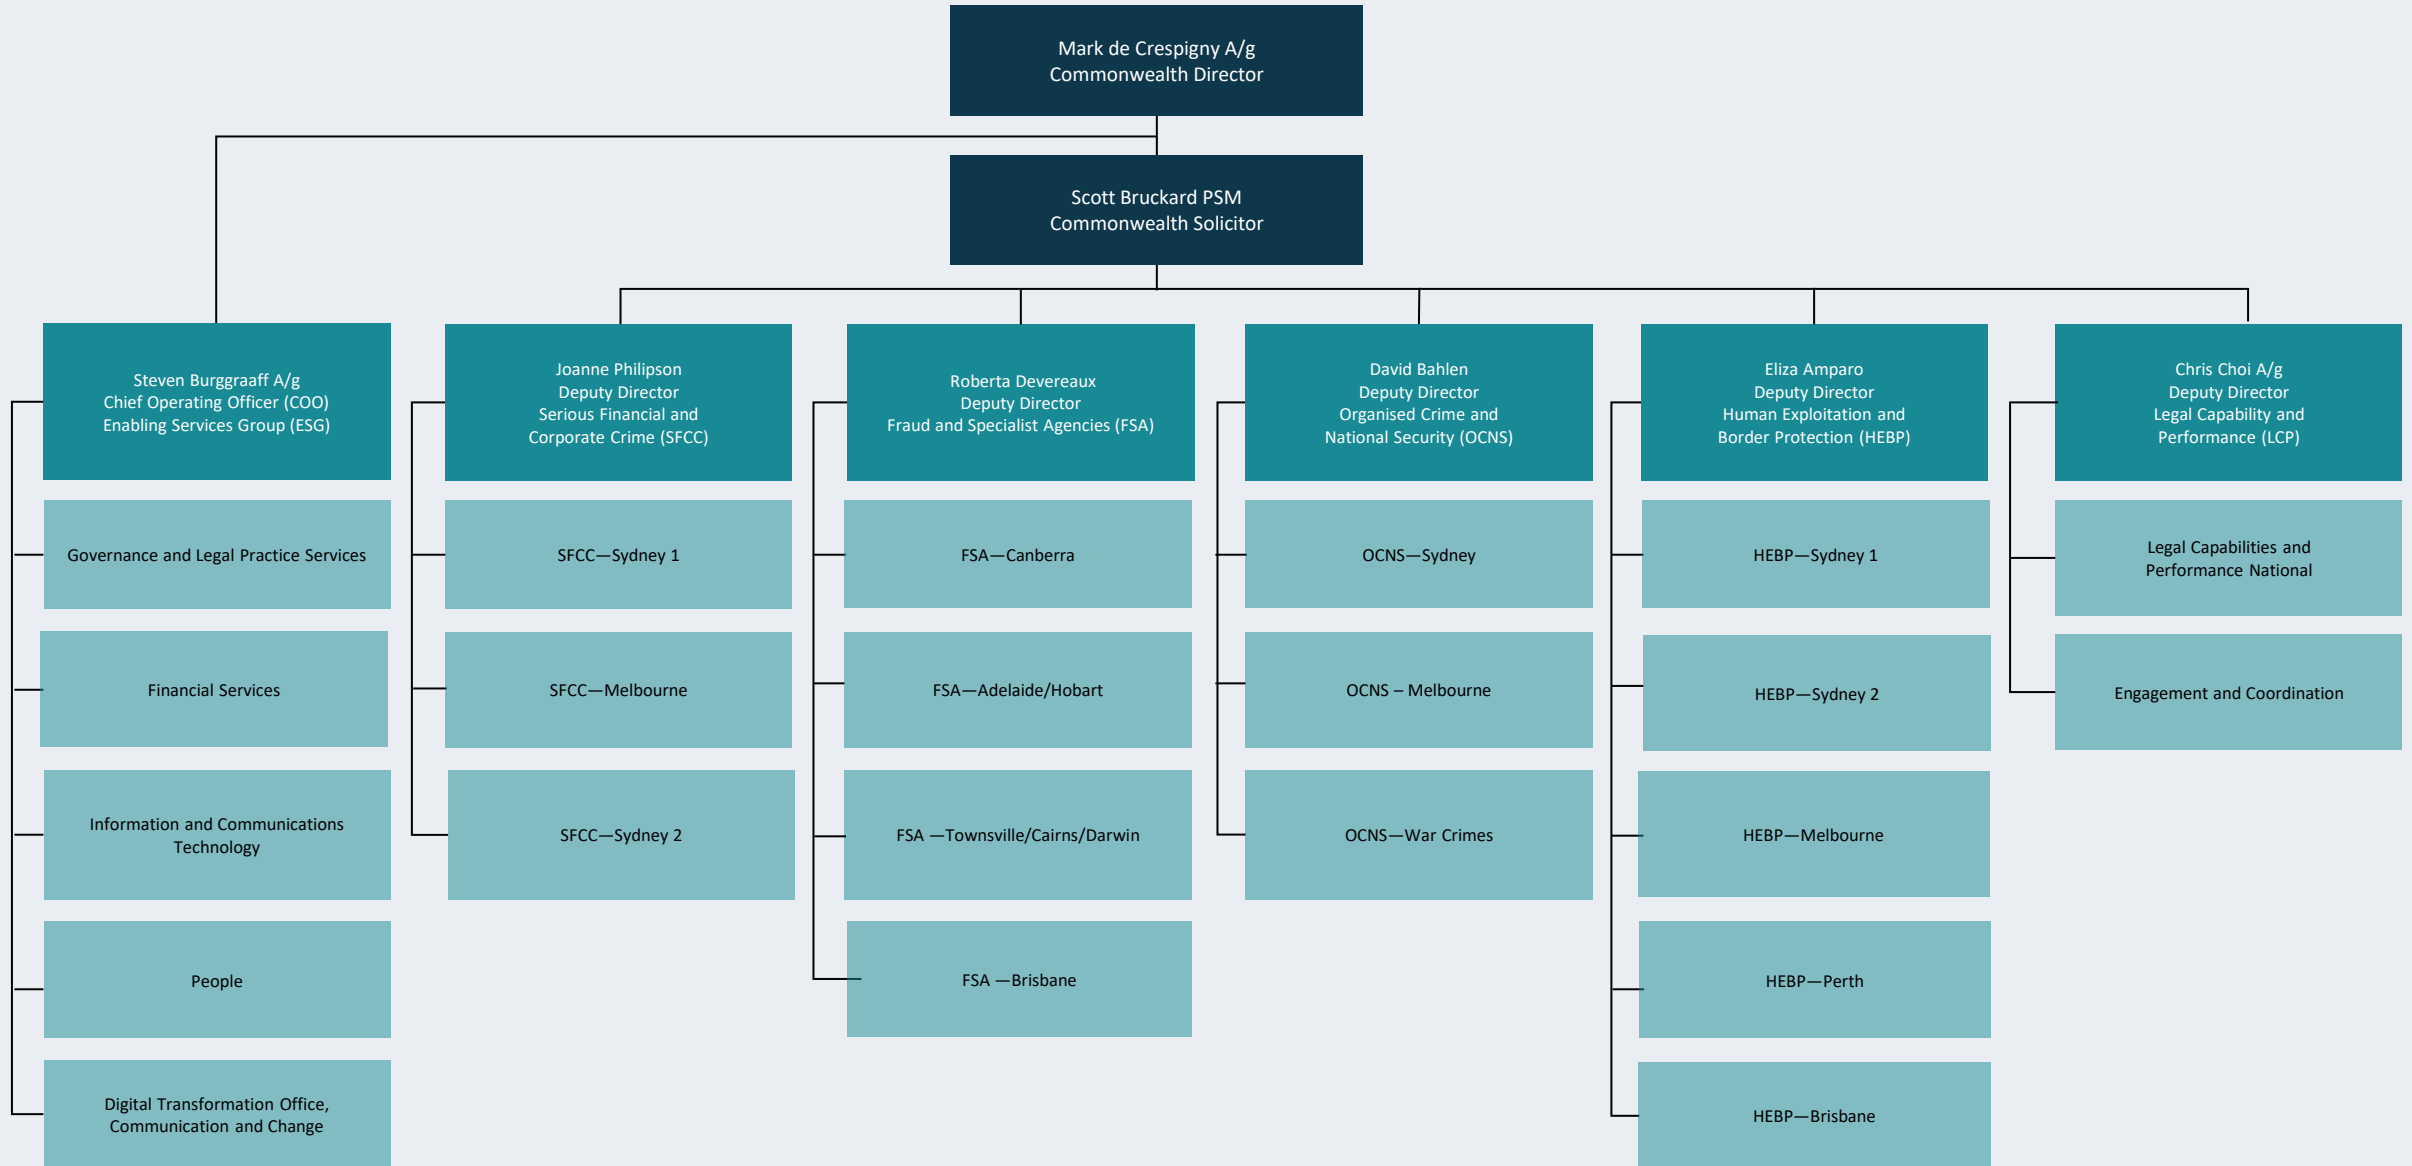 Mark de Crespigny A/g
Commonwealth Director
Scott Bruckard PSM
Commonwealth Solicitor
Steven Burggraaff A/g
Chief Operating Officer (COO)
Enabling Services Group (ESG)
Governance and Legal Practice Services
Financial Services
Information and Communications
Technology
People
Digital Transformation Office,
Communication and Change
Joanne Philipson
Deputy Director
Serious Financial and
Corporate Crime (SFCC)
SFCC—Sydney 1
SFCC—Melbourne
SFCC—Sydney 2
Roberta Devereaux
Deputy Director
Fraud and Specialist Agencies (FSA)
FSA—Canberra
FSA—Adelaide/Hobart
FSA —Townsville/Cairns/Darwin
FSA —Brisbane
David Bahlen
Deputy Director
Organised Crime and
National Security (OCNS)
OCNS—Sydney
OCNS – Melbourne
OCNS—War Crimes
Eliza Amparo
Deputy Director
Human Exploitation and
Border Protection (HEBP)
HEBP—Sydney 1
HEBP—Sydney 2
HEBP—Melbourne
HEBP—Perth
HEBP—Brisbane
Chris Choi A/g
Deputy Director
Legal Capability and
Performance (LCP)
Legal Capabilities and
Performance National
Engagement and Coordination